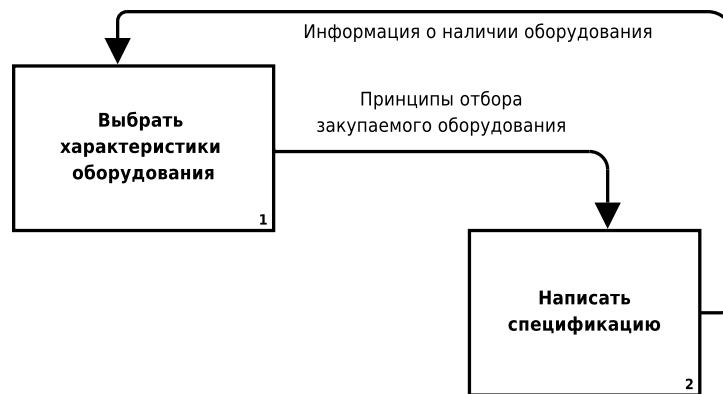 Информация о наличии оборудования
Принципы отбора
закупаемого оборудования
Выбрать
характеристики
оборудования
1
Написать
спецификацию
2